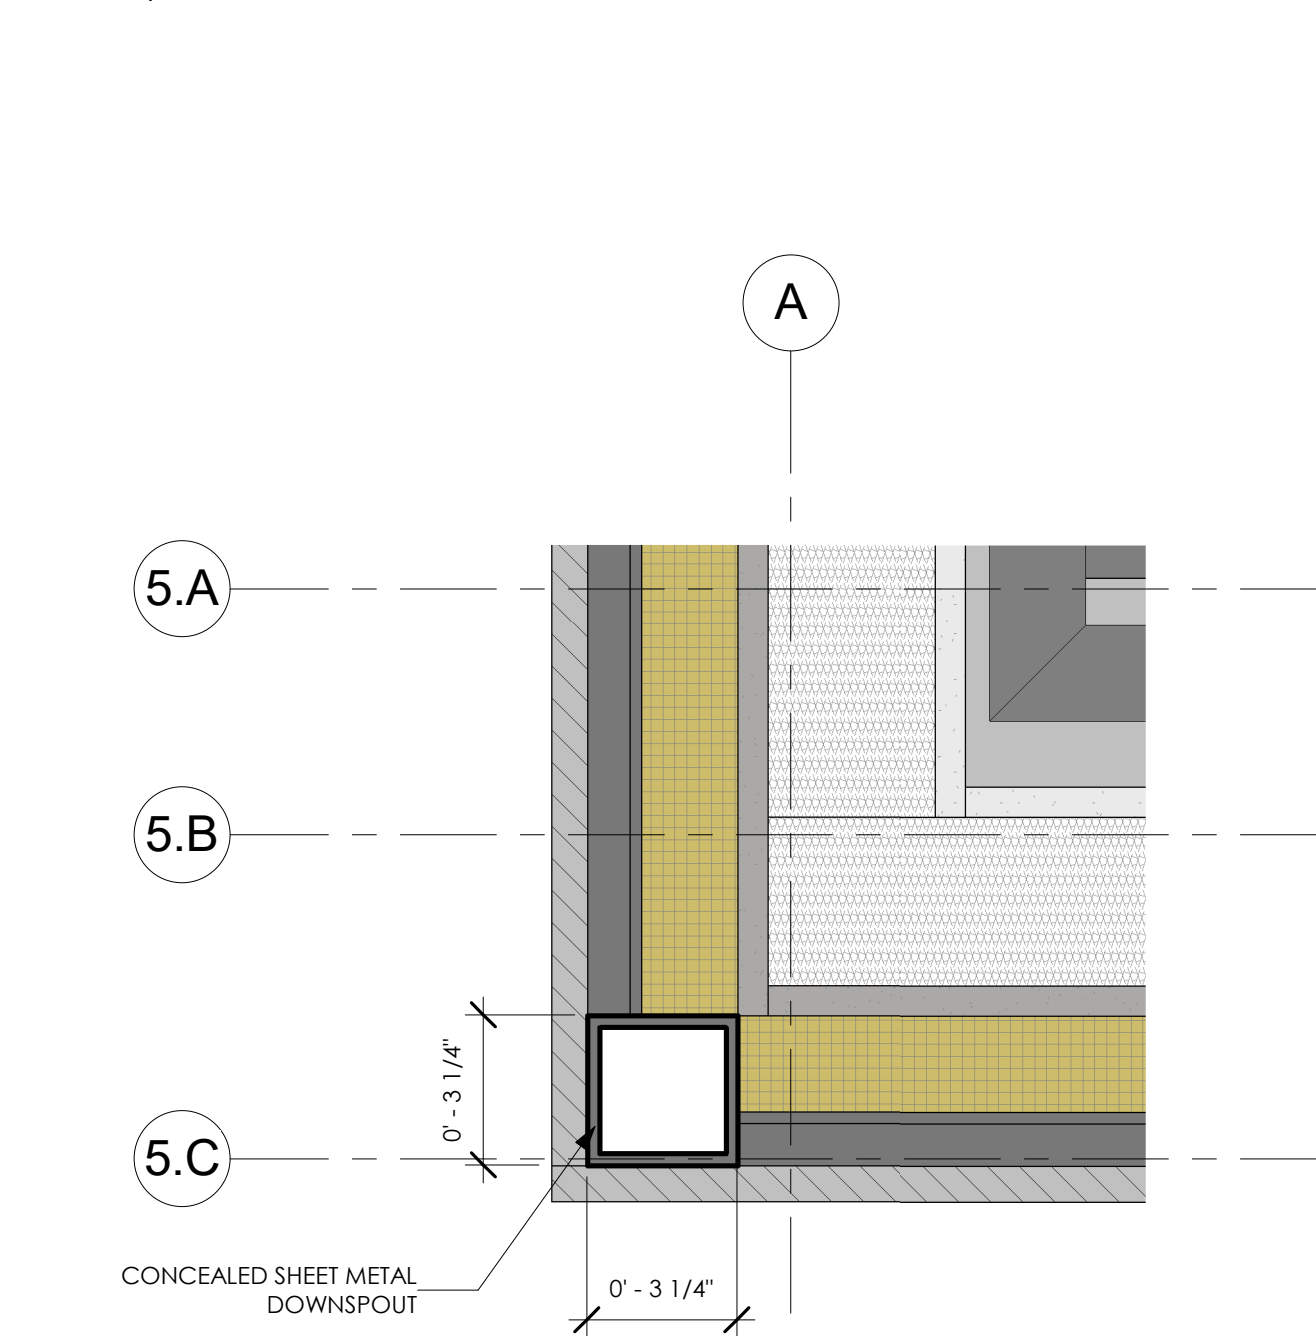 A
5.A
5.B
0' - 3 1/4"
5.C
CONCEALED SHEET METAL
DOWNSPOUT
0' - 3 1/4"